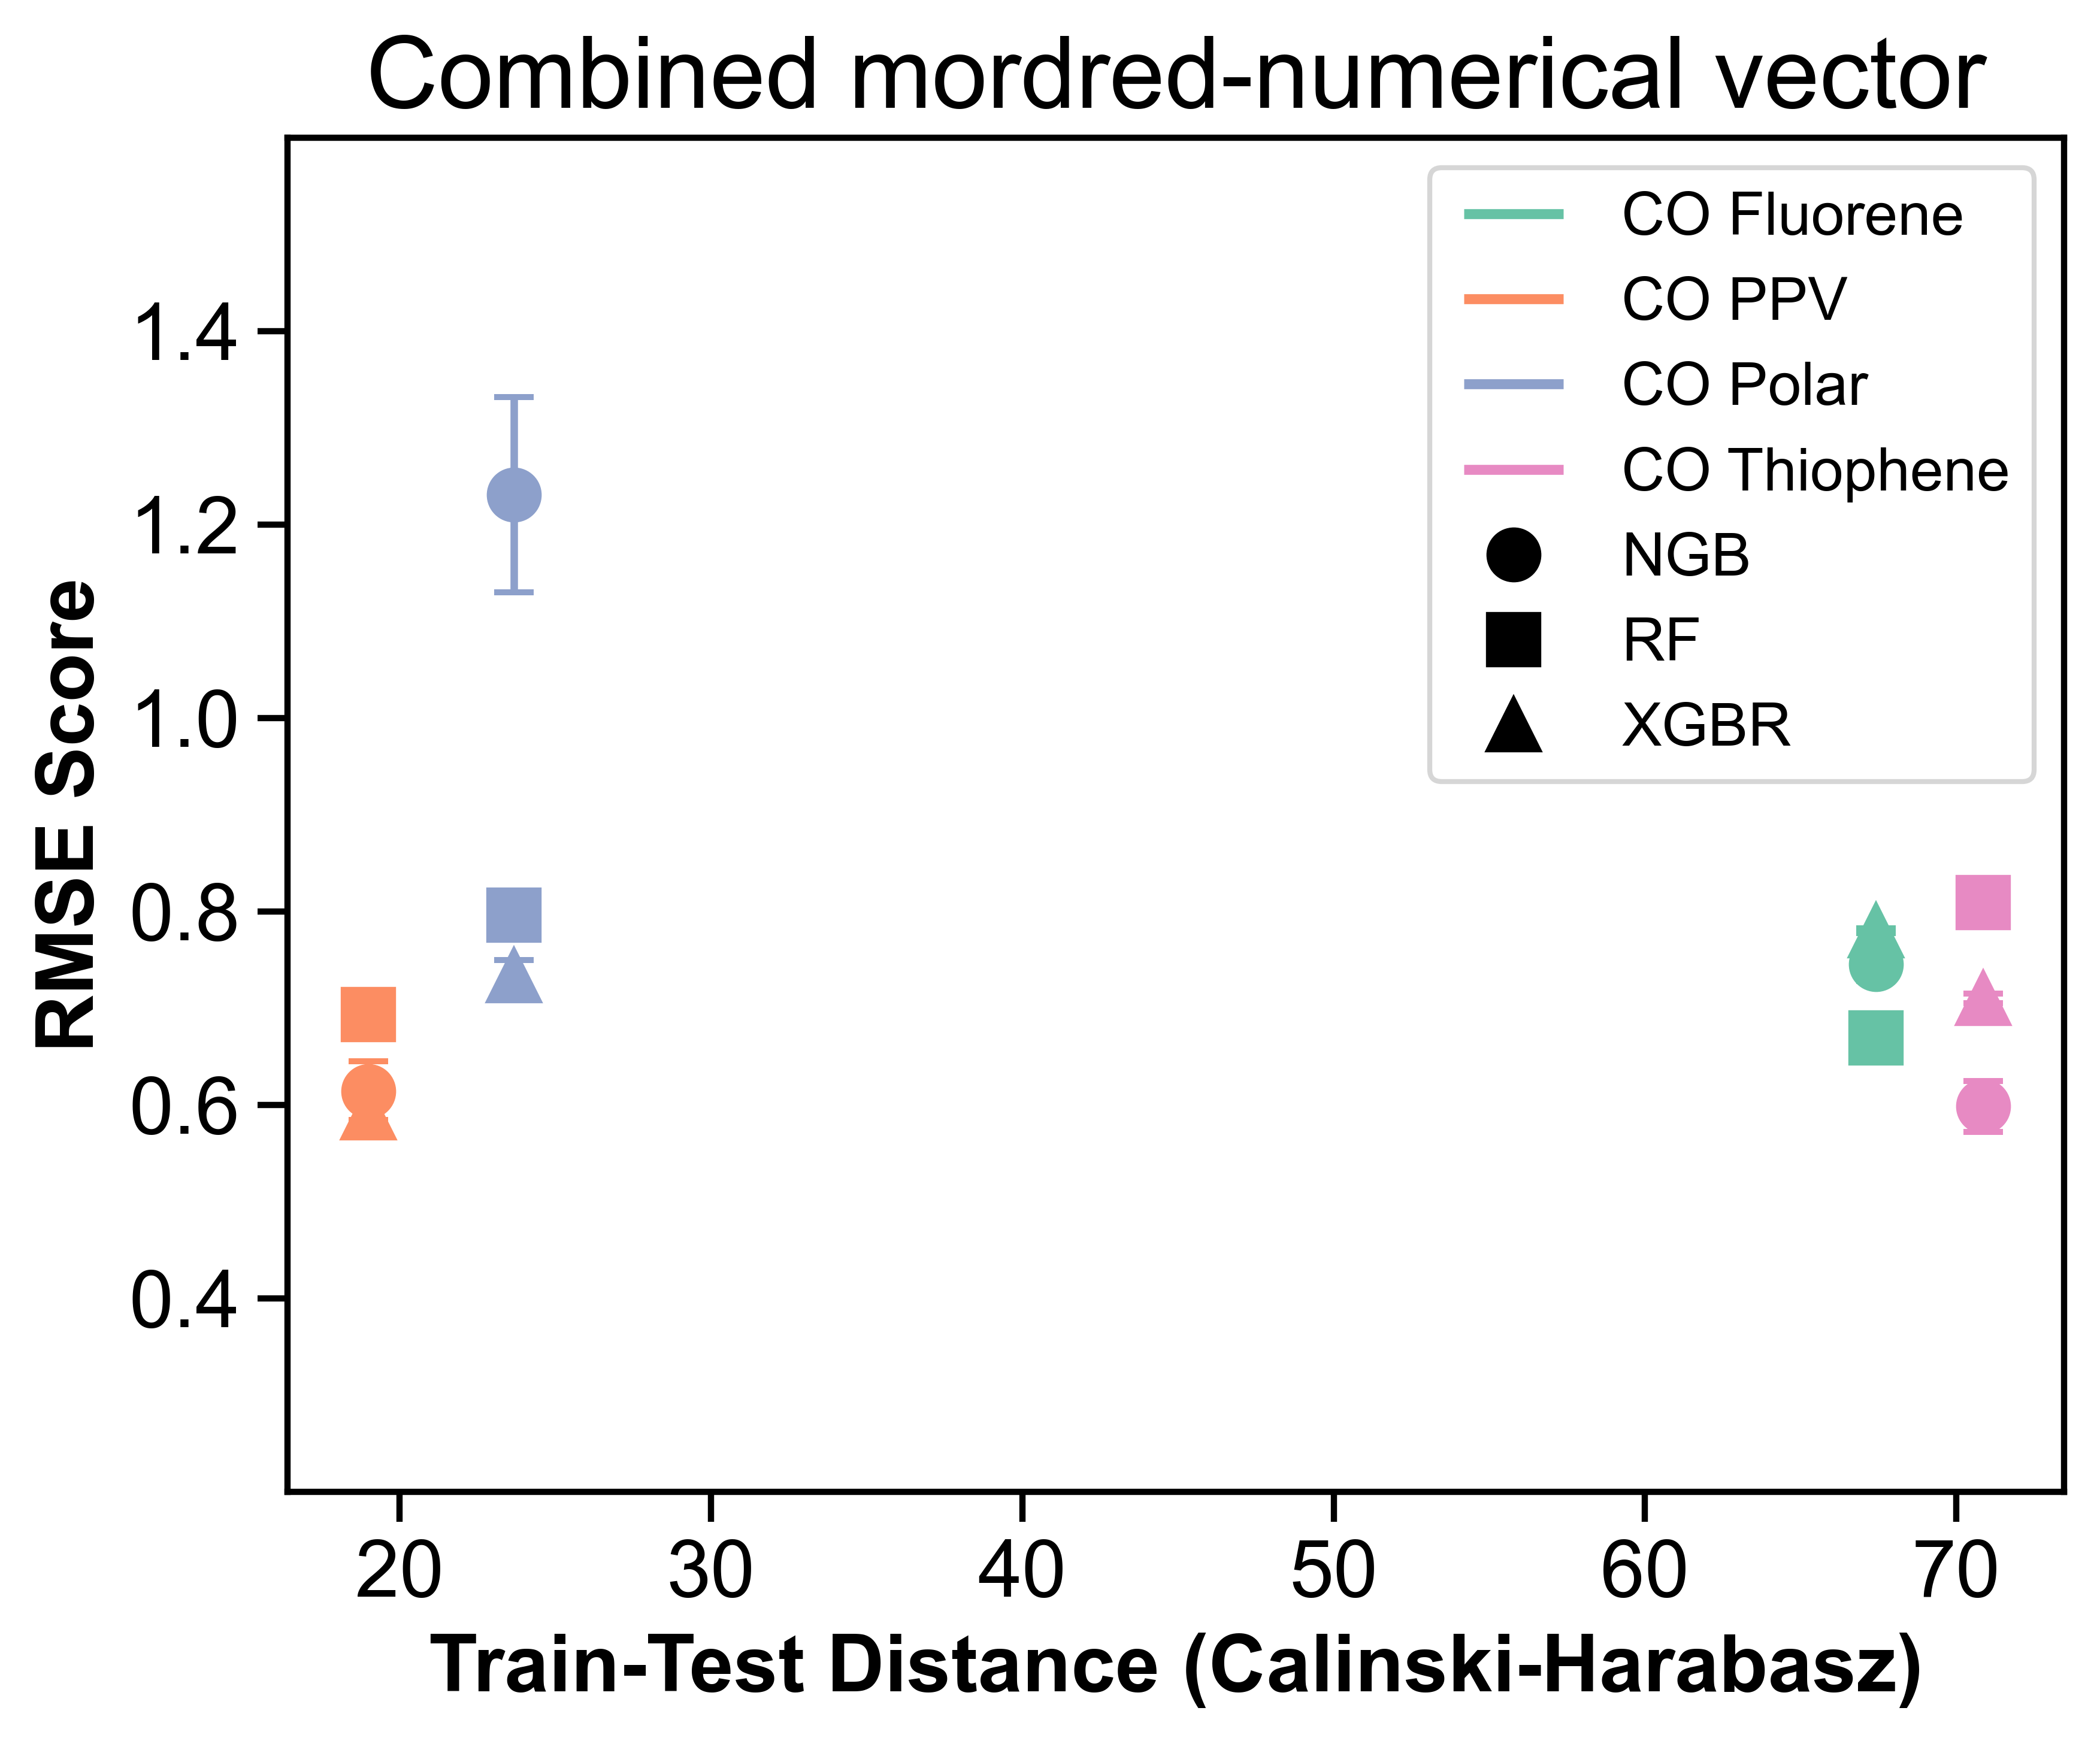 Combined mordred-numerical vector
CO Fluorene
CO PPV
CO Polar
CO Thiophene
NGB
RF
XGBR
RMSE Score
1.4
1.2
1.0
0.8
0.6
0.4
20 30 40 50 60 70
Train-Test Distance (Calinski-Harabasz)